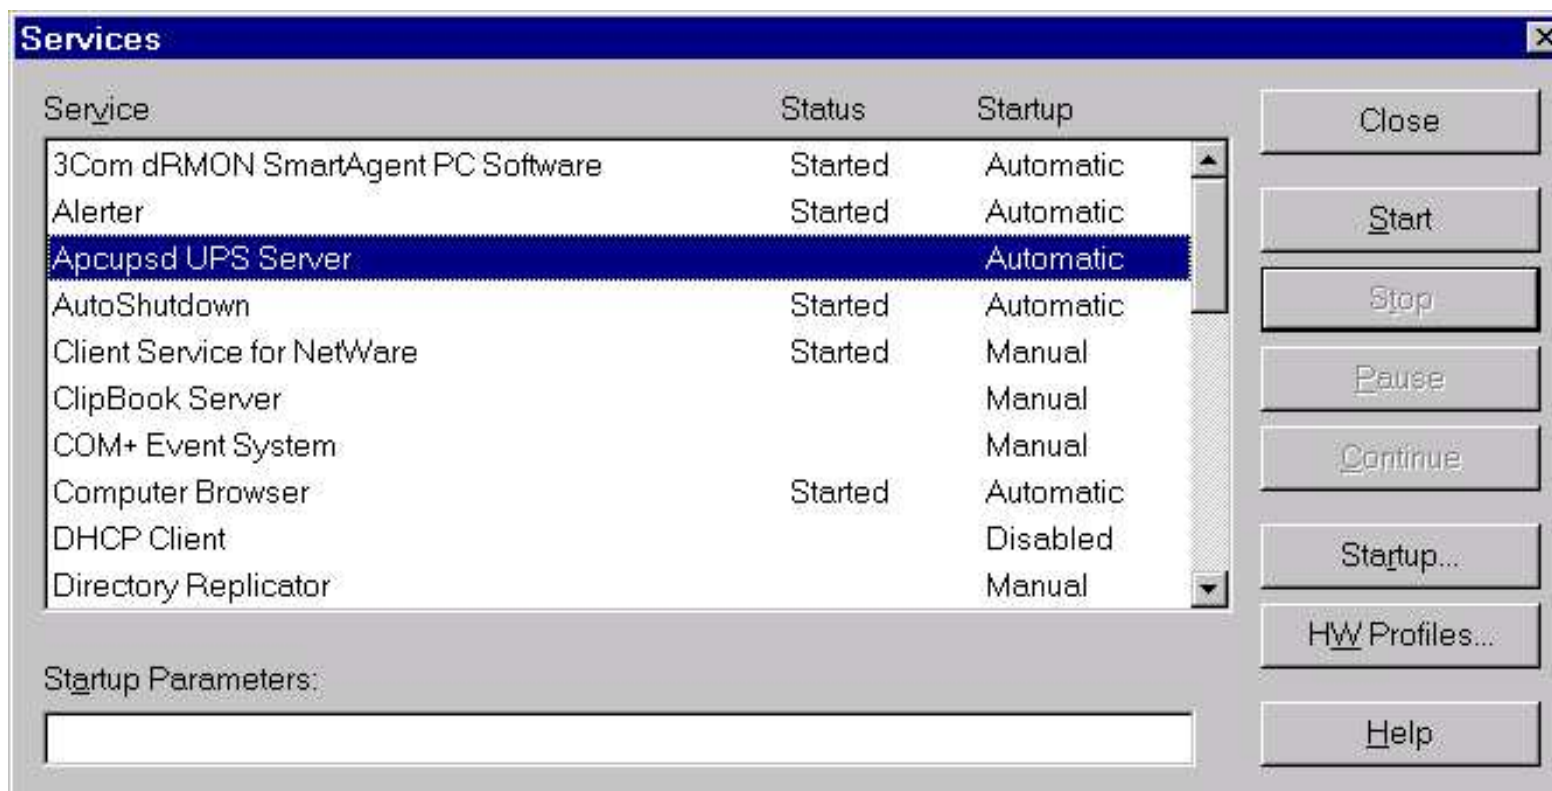 Services
Service Status Startup
3Com dRMON SmartAgent PC Software Started Automatic
Alerter Started Automatic
Apcupsd UPS Server Automatic
AutoShutdown Started Automatic
Client Service for NetWare Started Manual
ClipBook Server Manual
COM+ Event System Manual
Computer Browser Started Automatic
DHCP Client Disabled
Directory Replicator Manual
Startup Parameters:
Close
Start
Stop
Pause
Continue
Startup...
HW Profiles...
Help